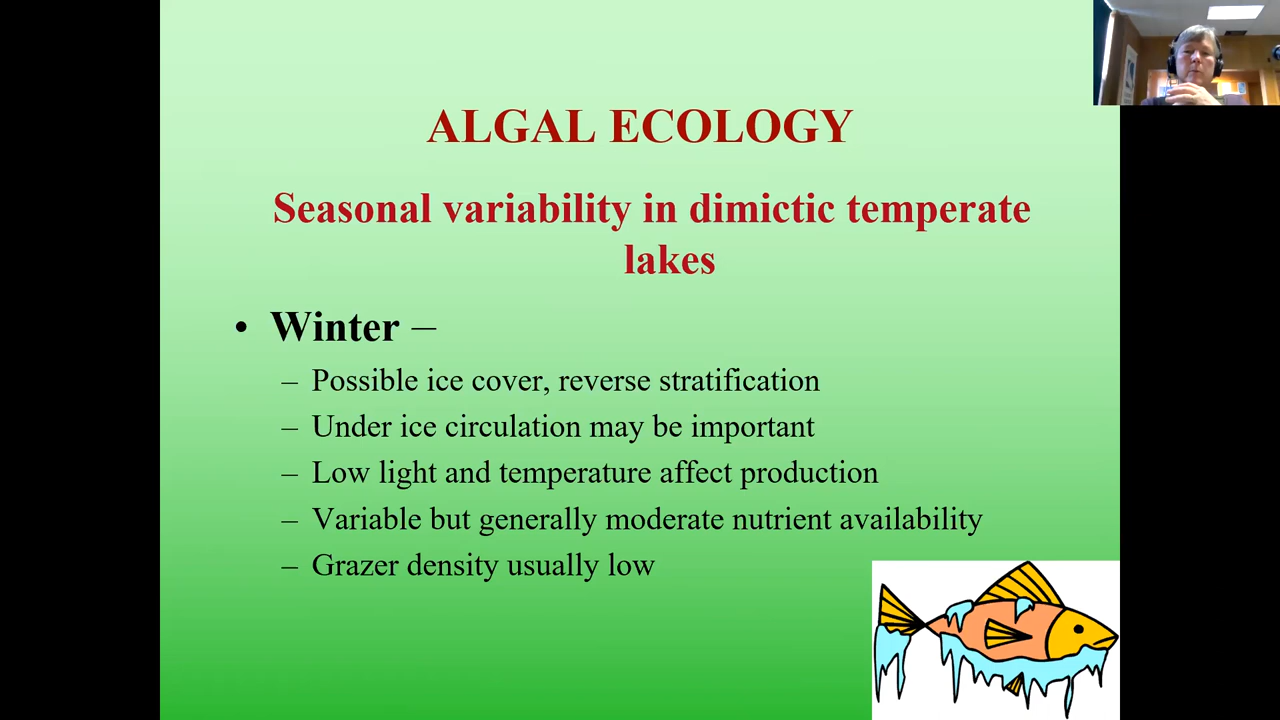 ALGAL ECOLOGY
Seasonal variability in dimictic temperate
lakes
• Winter –
– Possible ice cover, reverse stratification
– Under ice circulation may be important
– Low light and temperature affect production
– Variable but generally moderate nutrient availability
– Grazer density usually low